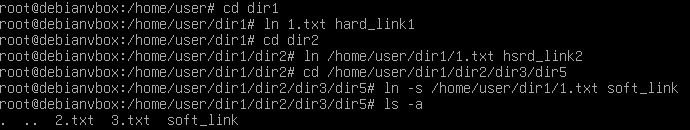 root@debianvbox:/home/user# cd dir1
root@debianvbox:/home/user/dir1# ln 1.txt hard_link1
root@debianvbox:/home/user/dir1# cd dir2
root@debianvbox:/home/user/dir1/dir2# ln /home/user/dir1/1.txt hsrd_link2
root@debianvbox:/home/user/dir1/dir2# cd /home/user/dir1/dir2/dir3/dir5
root@debianvbox:/home/user/dir1/dir2/dir3/dir5# ln -s /home/user/dir1/1.txt soft_link
root@debianvbox:/home/user/dir1/dir2/dir3/dir5# ls -a
.  ..  2.txt  3.txt  soft_link